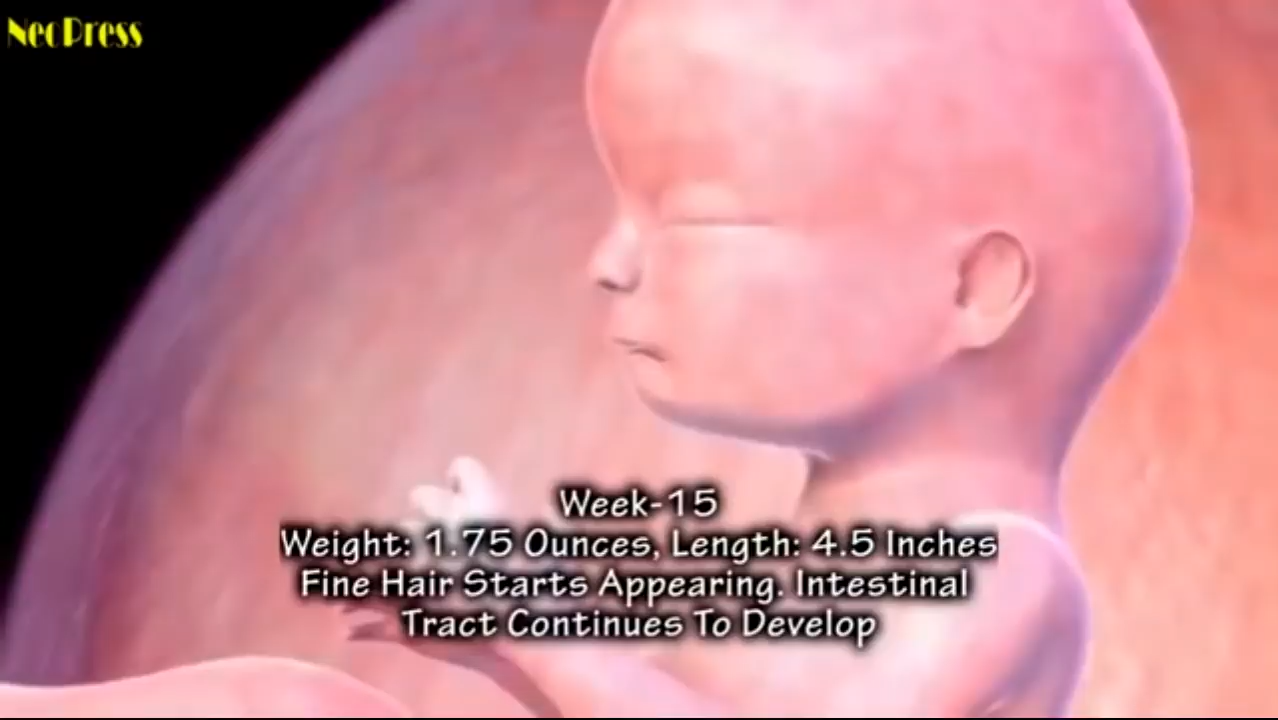 NeoPress
Week-15
Weight: 1.75 Ounces, Length: 4.5 Inches
Fine Hair Starts Appearing. Intestinal
Tract Continues To Develop